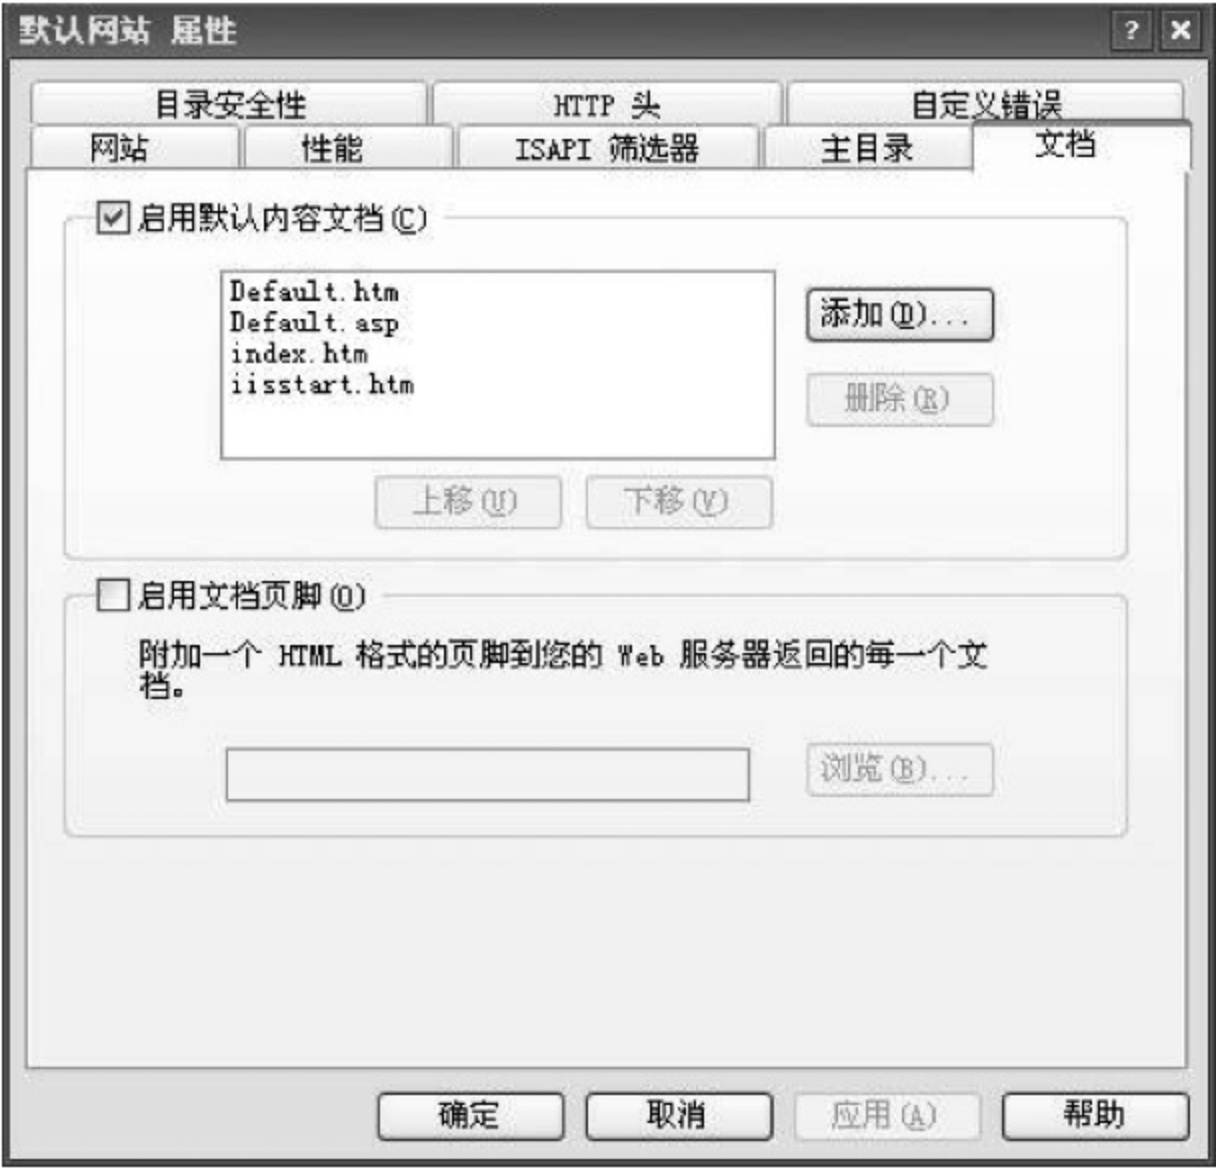 默认网站 属性
目录安全性 HTTP 头 自定义错误
网站 性能 ISAPI 筛选器 主目录 文档
启用默认内容文档(C)
Default.htm
Default.asp
index.htm
iisstart.htm
添加(D)...
删除(R)
上移(U) 下移(V)
启用文档页脚(O)
附加一个 HTML 格式的页脚到您的 Web 服务器返回的每一个文
档。
浏览(B)...
确定 取消 应用(A) 帮助